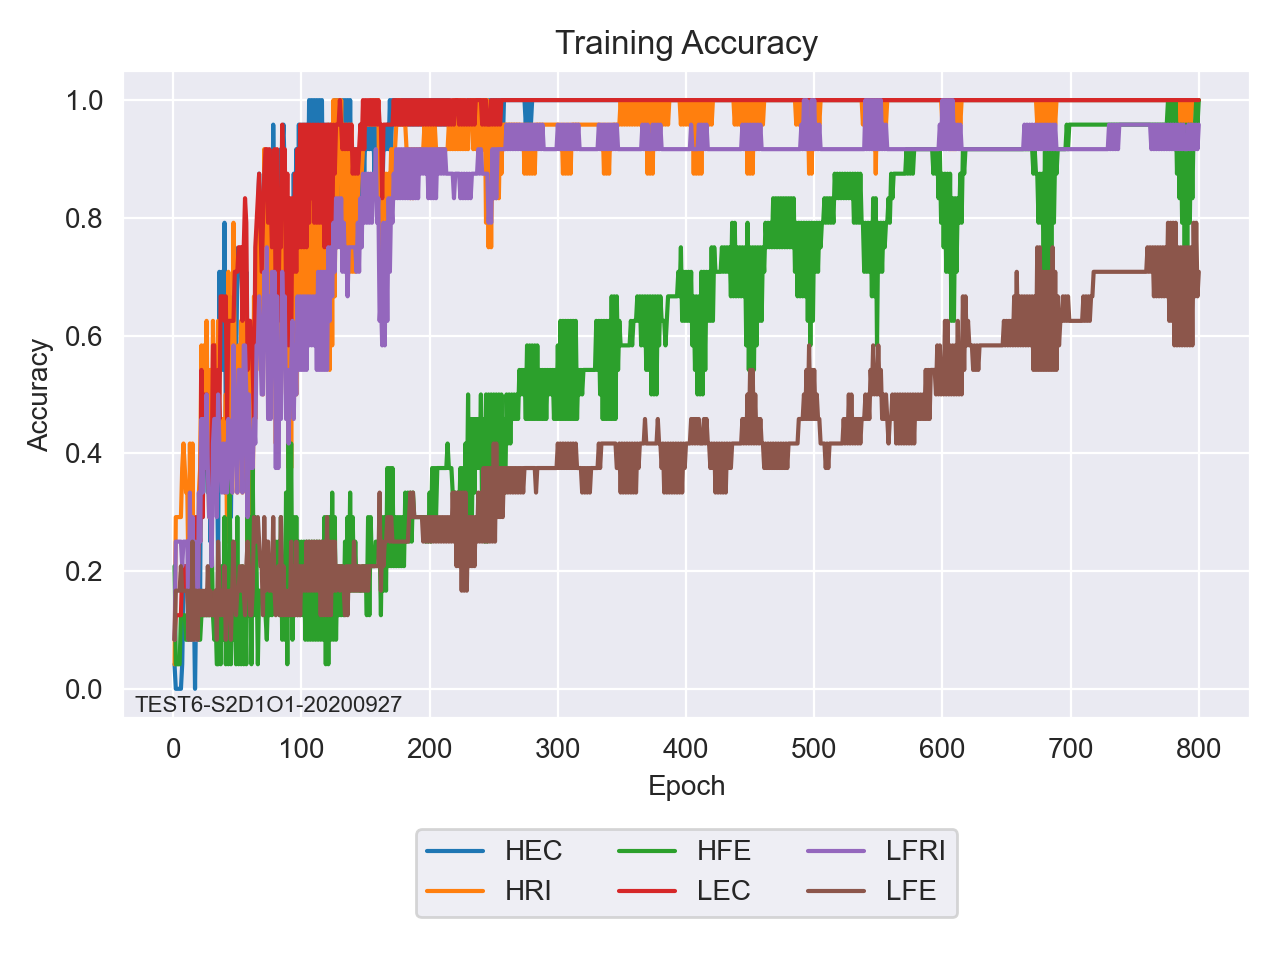 Training Accuracy
1.0
0.8
0.6
0.4
0.2
0.0
Accuracy
TEST6-S2D1O1-20200927
0 100 200 300 400 500 600 700 800
Epoch
HEC HFE LFRI
HRI LEC LFE